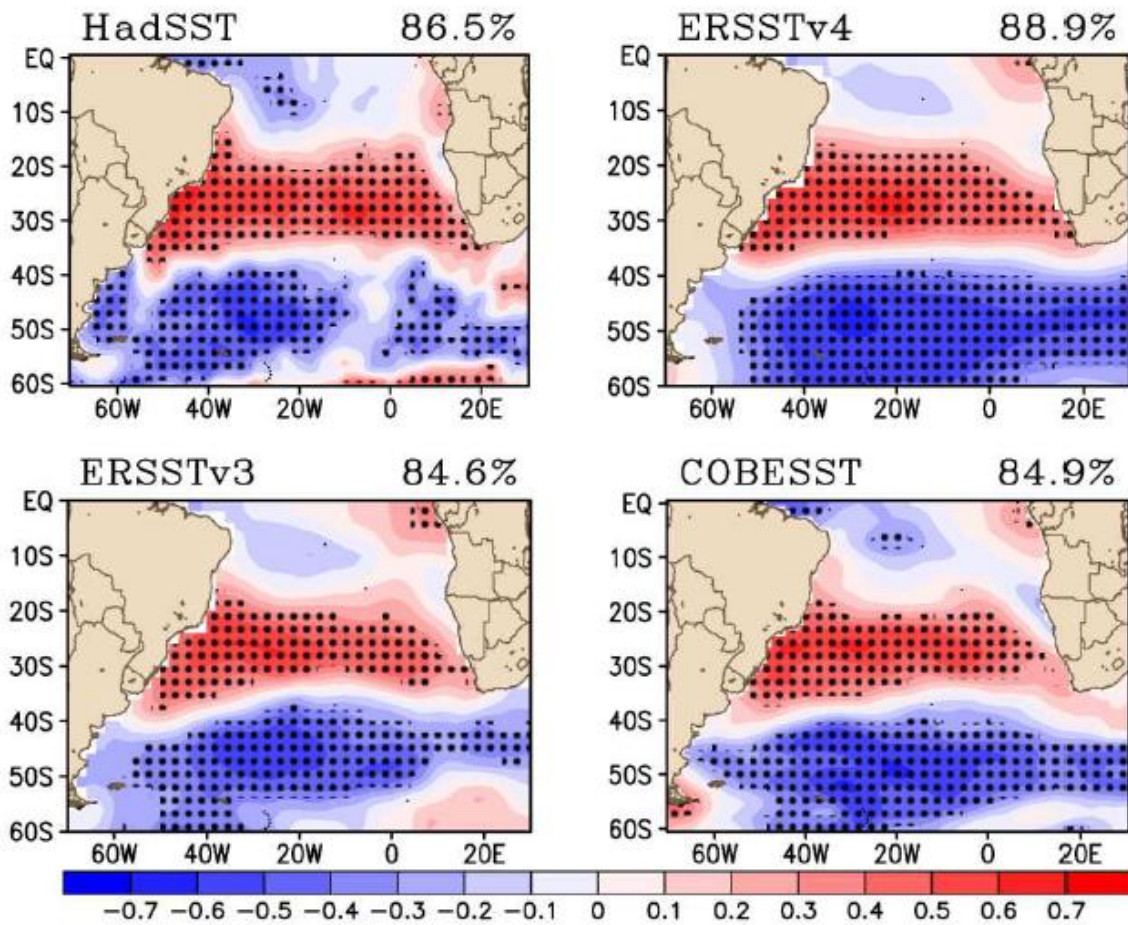 HadSST 86.5%
EQ
10S
20S
30S
40S
50S
60S
60W 40W 20W 0 20E
ERSSTv4 88.9%
EQ
10S
20S
30S
40S
50S
60S
60W 40W 20W 0 20E
ERSSTv3 84.6%
EQ
10S
20S
30S
40S
50S
60S
60W 40W 20W 0 20E
COBESST 84.9%
EQ
10S
20S
30S
40S
50S
60S
60W 40W 20W 0 20E
−0.7 −0.6 −0.5 −0.4 −0.3 −0.2 −0.1 0 0.1 0.2 0.3 0.4 0.5 0.6 0.7